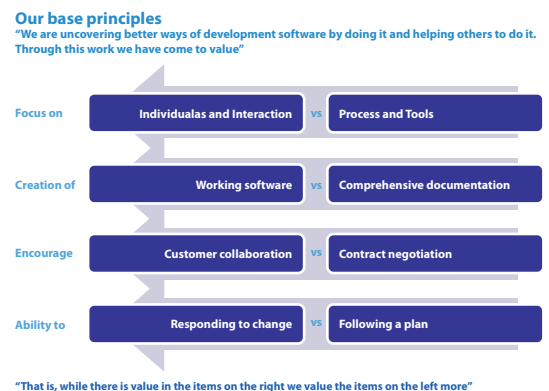 Our base principles
“We are uncovering better ways of development software by doing it and helping others to do it.
Through this work we have come to value”
Focus on Individualas and Interaction vs Process and Tools
Creation of Working software vs Comprehensive documentation
Encourage Customer collaboration vs Contract negotiation
Ability to Responding to change vs Following a plan
“That is, while there is value in the items on the right we value the items on the left more”